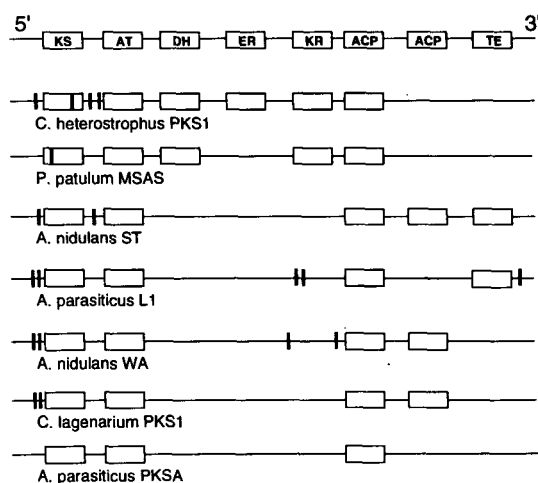 5' 3'
KS AT DH ER KR ACP ACP TE
C. heterostrophus PKS1
P. patulum MSAS
A. nidulans ST
A. parasiticus L1
A. nidulans WA
C. lagenarium PKS1
A. parasiticus PKSA